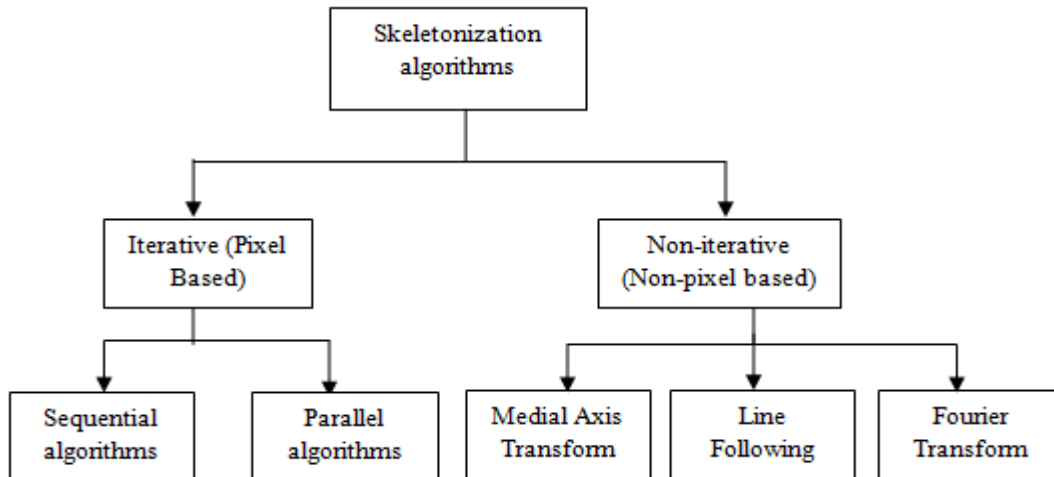 Skeletonization
algorithms
Iterative (Pixel
Based)
Non-iterative
(Non-pixel based)
Sequential
algorithms
Parallel
algorithms
Medial Axis
Transform
Line
Following
Fourier
Transform